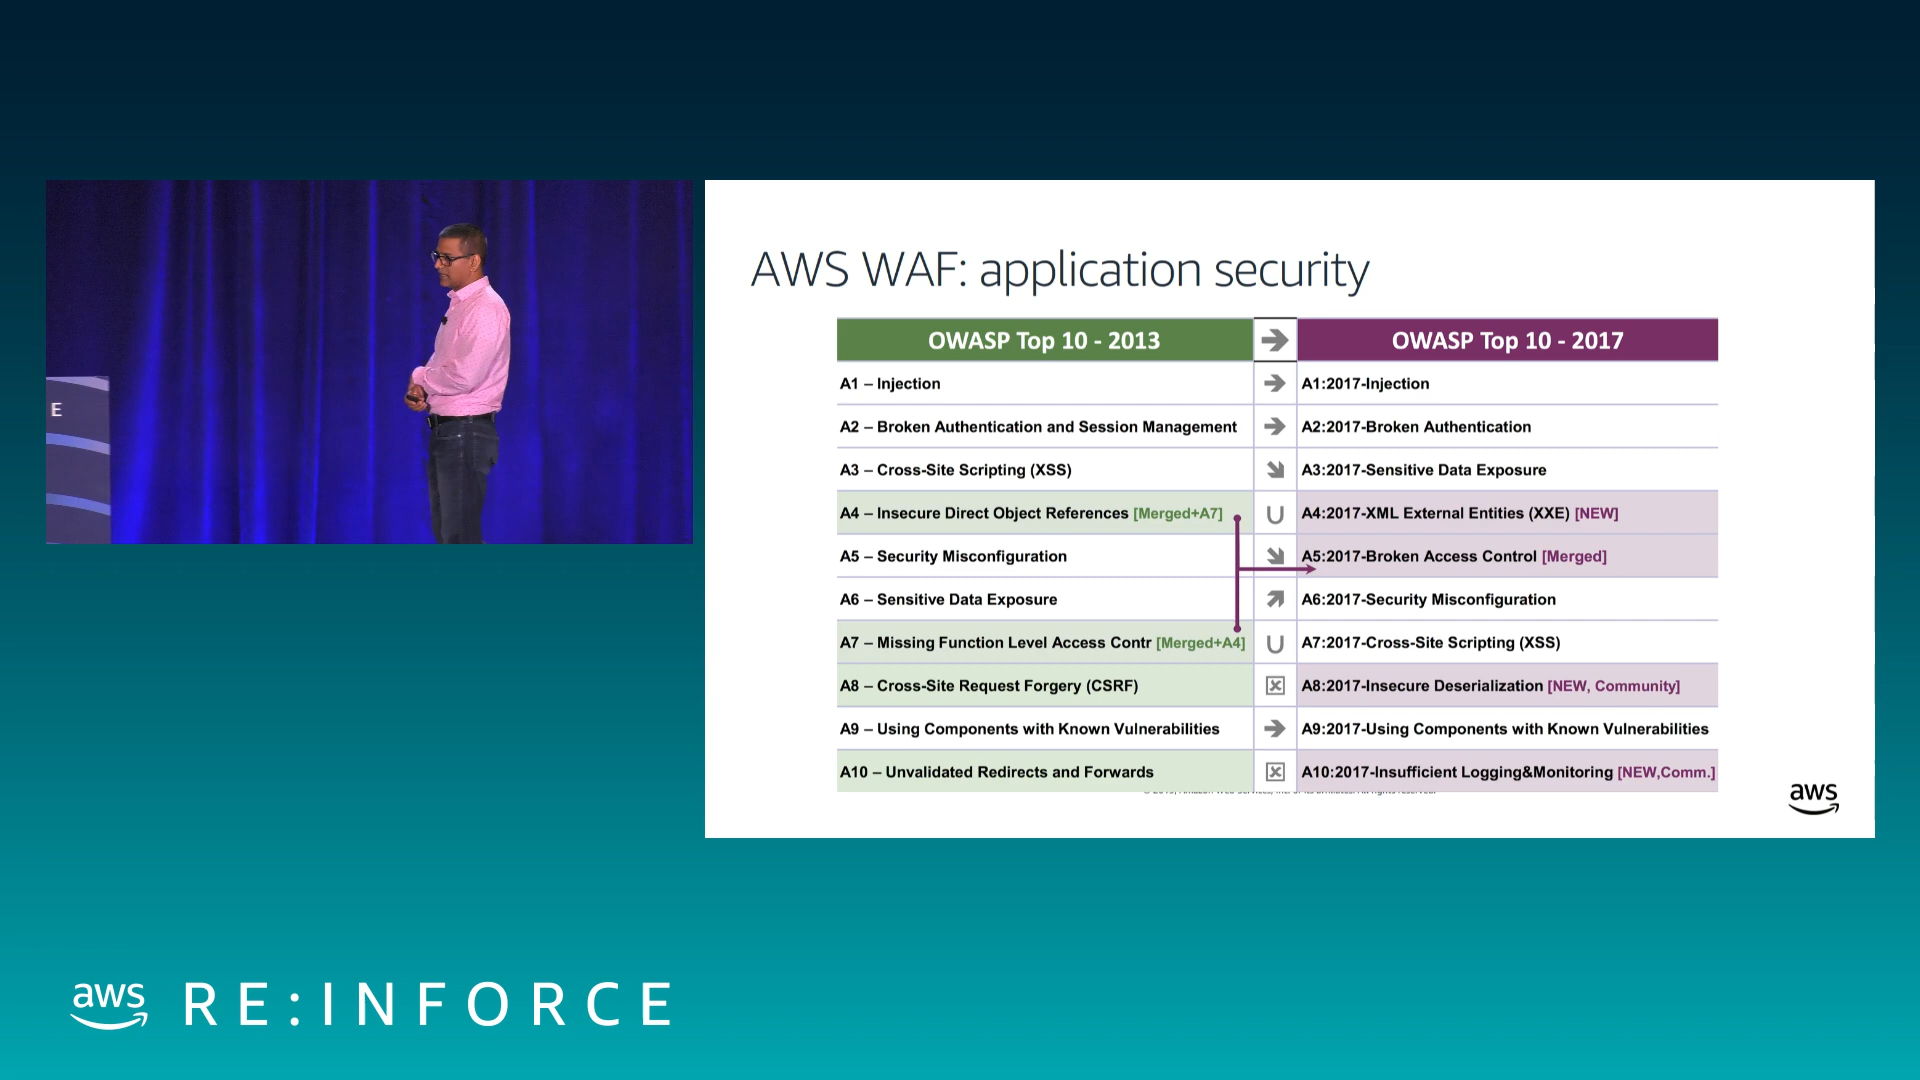 E
AWS WAF: application security
OWASP Top 10 - 2013 OWASP Top 10 - 2017
A1 – Injection A1:2017-Injection
A2 – Broken Authentication and Session Management A2:2017-Broken Authentication
A3 – Cross-Site Scripting (XSS) A3:2017-Sensitive Data Exposure
A4 – Insecure Direct Object References [Merged+A7] A4:2017-XML External Entities (XXE) [NEW]
A5 – Security Misconfiguration A5:2017-Broken Access Control [Merged]
A6 – Sensitive Data Exposure A6:2017-Security Misconfiguration
A7 – Missing Function Level Access Contr [Merged+A4] A7:2017-Cross-Site Scripting (XSS)
A8 – Cross-Site Request Forgery (CSRF) A8:2017-Insecure Deserialization [NEW, Community]
A9 – Using Components with Known Vulnerabilities A9:2017-Using Components with Known Vulnerabilities
A10 – Unvalidated Redirects and Forwards A10:2017-Insufficient Logging&Monitoring [NEW,Comm.]
aws
aws RE:INFORCE